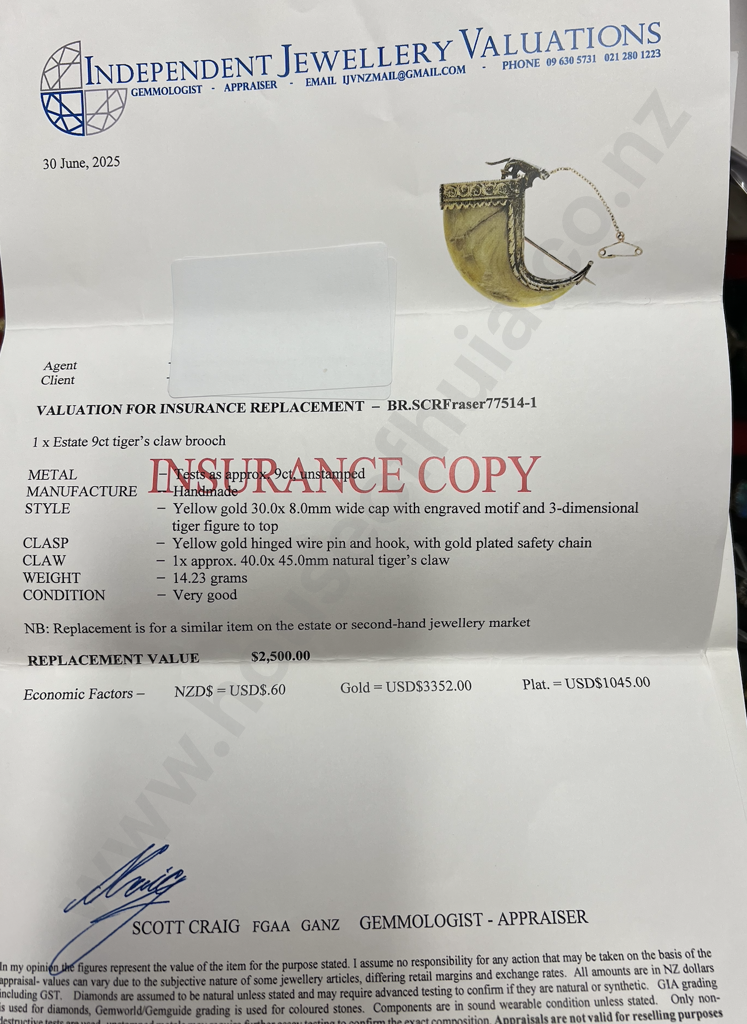 INDEPENDENT JEWELLERY VALUATIONS
GEMMOLOGIST - APPRAISER - EMAIL IJVNZMAIL@GMAIL.COM - PHONE 09 630 5731 021 280 1223
30 June, 2025
Agent -
Client -
VALUATION FOR INSURANCE REPLACEMENT – BR.SCRFraser77514-1
1 x Estate 9ct tiger's claw brooch
INSURANCE COPY
METAL – Tests as approx. 9ct, unstamped
MANUFACTURE – Handmade
STYLE – Yellow gold 30.0x 8.0mm wide cap with engraved motif and 3-dimensional
tiger figure to top
CLASP – Yellow gold hinged wire pin and hook, with gold plated safety chain
CLAW – 1x approx. 40.0x 45.0mm natural tiger's claw
WEIGHT – 14.23 grams
CONDITION – Very good
NB: Replacement is for a similar item on the estate or second-hand jewellery market
REPLACEMENT VALUE $2,500.00
Economic Factors – NZD$ = USD$.60 Gold = USD$3352.00 Plat. = USD$1045.00
www.houseofhuia.co.nz
SCOTT CRAIG FGAA GANZ GEMMOLOGIST - APPRAISER
In my opinion the figures represent the value of the item for the purpose stated. I assume no responsibility for any action that may be taken on the basis of the
appraisal- values can vary due to the subjective nature of some jewellery articles, differing retail margins and exchange rates. All amounts are in NZ dollars
including GST. Diamonds are assumed to be natural unless stated and may require advanced testing to confirm if they are natural or synthetic. GIA grading
is used for diamonds, Gemworld/Gemguide grading is used for coloured stones. Components are in sound wearable condition unless stated. Only non-
to confirm the exact composition. Appraisals are not valid for reselling purposes